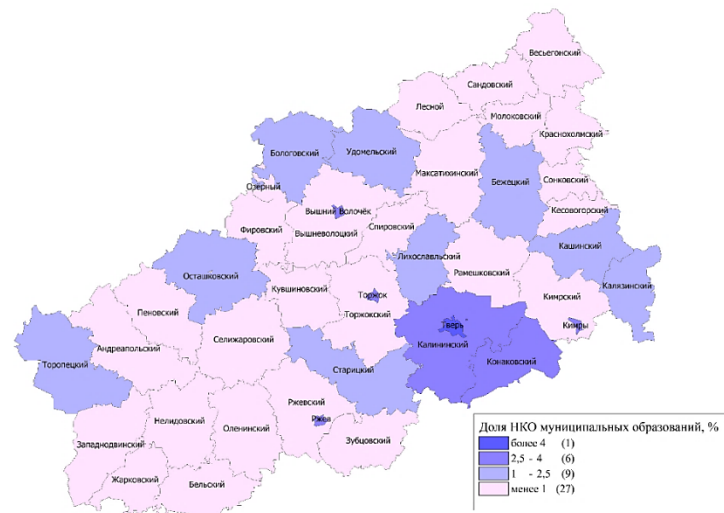 Весьегонский
Сандовский
Лесной
Молоковский
Краснохолмский
Бологовский
Удомельский
Максатихинский
Бежецкий
Сонковский
Озерный
Вышний Волочёк
Кесовогорский
Фировский
Вышневолоцкий
Спировский
Кашинский
Осташковский
Лихославльский
Рамешковский
Калязинский
Кувшиновский
Торжок
Кимрский
Пеновский
Торжокский
Тверь
Кимры
Андреапольский
Селижаровский
Калининский
Конаковский
Торопецкий
Старицкий
Ржевский
Нелидовский
Оленинский
Ржев
Зубцовский
Западнодвинский
Жарковский
Бельский
Доля НКО муниципальных образований, %
более 4 (1)
2,5 - 4 (6)
1 - 2,5 (9)
менее 1 (27)